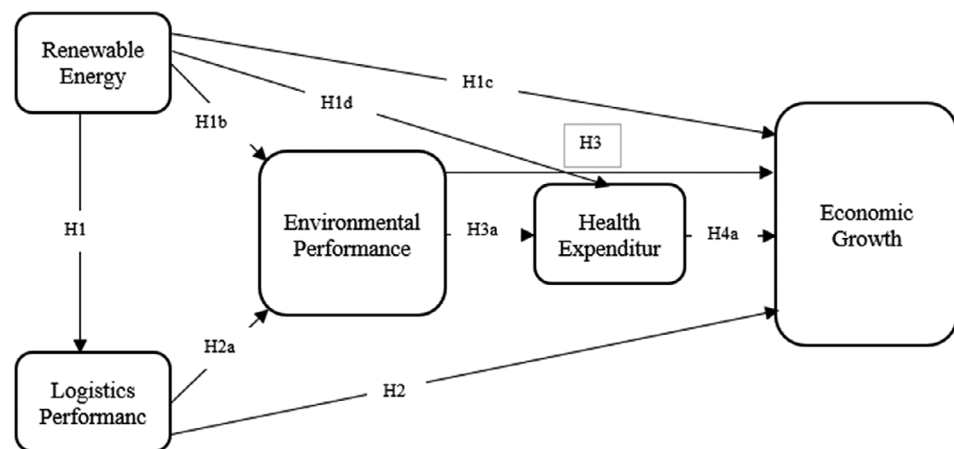 Renewable
Energy
H1c
H1d
H1b
H3
Environmental
Performance
H3a
Health
Expenditur
H4a
Economic
Growth
H1
H2a
H2
Logistics
Performanc